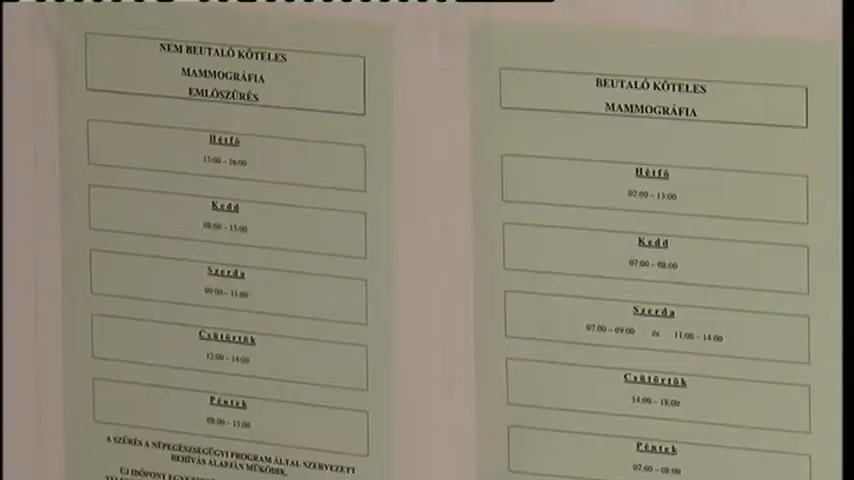 NEM BEUTALÓ KÖTELES
MAMMOGRÁFIA
EMLŐSZŰRÉS
Hétfő
13:00 – 16:00
Kedd
08:00 – 13:00
Szerda
09:00 – 11:00
Csütörtök
12:00 – 14:00
Péntek
08:00 – 13:00
A SZŰRÉS A NÉPEGÉSZSÉGÜGYI PROGRAM ÁLTAL SZERVEZETT
BEHÍVÁS ALAPJÁN MŰKÖDIK.
ÚJ IDŐPONT
BEUTALÓ KÖTELES
MAMMOGRÁFIA
Hétfő
07:00 – 13:00
Kedd
07:00 – 08:00
Szerda
07:00 – 09:00 és 11:00 – 14:00
Csütörtök
14:00 – 18:00
Péntek
07:00 – 08:00